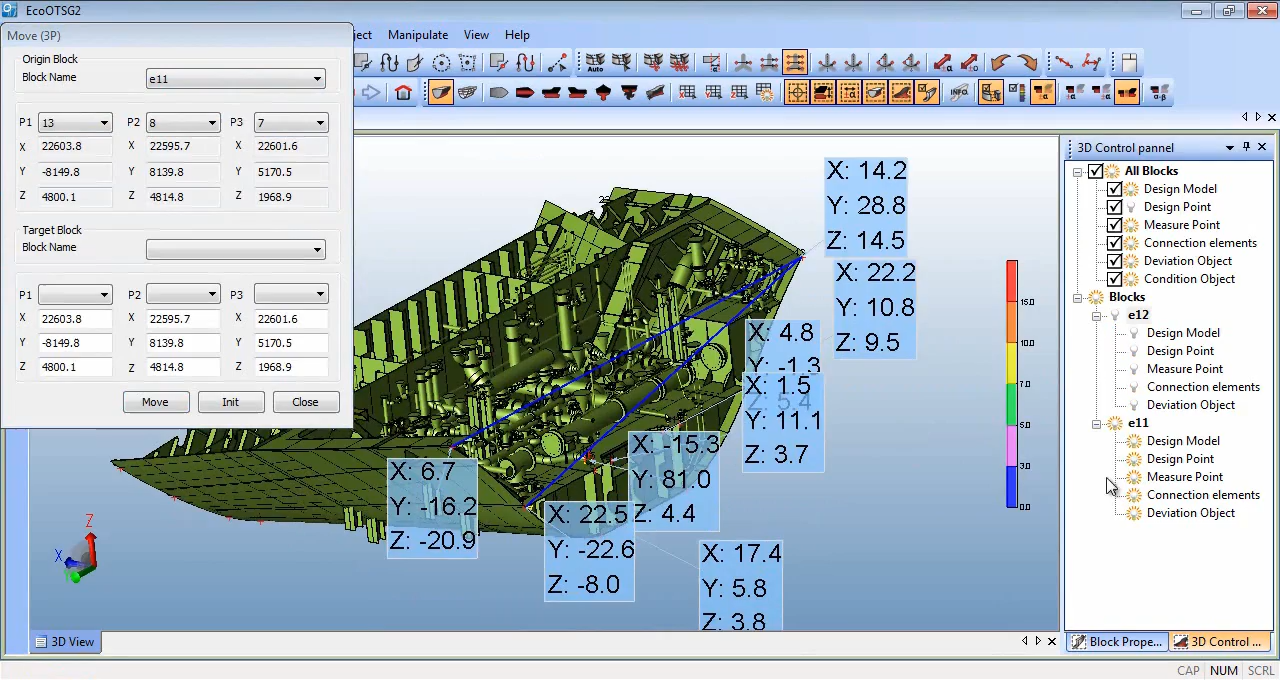 EcoOTSG2
Move (3P)
ject Manipulate View Help
Origin Block
Block Name e11
P1 13 P2 8 P3 7
X 22603.8 X 22595.7 X 22601.6
Y -8149.8 Y 8139.8 Y 5170.5
Z 4800.1 Z 4814.8 Z 1968.9
Target Block
Block Name
P1 P2 P3
X 22603.8 X 22595.7 X 22601.6
Y -8149.8 Y 8139.8 Y 5170.5
Z 4800.1 Z 4814.8 Z 1968.9
Move Init Close
Auto
INFO
α-β
X: 14.2
Y: 28.8
Z: 14.5
X: 22.2
Y: 10.8
Z: 9.5
X: 4.8
Y: -1.3
Z: 5.4
X: 1.5
Y: 11.1
Z: 3.7
X: -15.3
Y: 81.0
Z: 4.4
X: 6.7
Y: -16.2
Z: -20.9
X: 22.5
Y: -22.6
Z: -8.0
X: 17.4
Y: 5.8
Z: 3.8
Z
X
15.0
10.0
7.0
5.0
3.0
0.0
3D Control pannel
All Blocks
Design Model
Design Point
Measure Point
Connection elements
Deviation Object
Condition Object
Blocks
e12
Design Model
Design Point
Measure Point
Connection elements
Deviation Object
e11
Design Model
Design Point
Measure Point
Connection elements
Deviation Object
3D View
Block Prope... 3D Control ...
CAP NUM SCRL